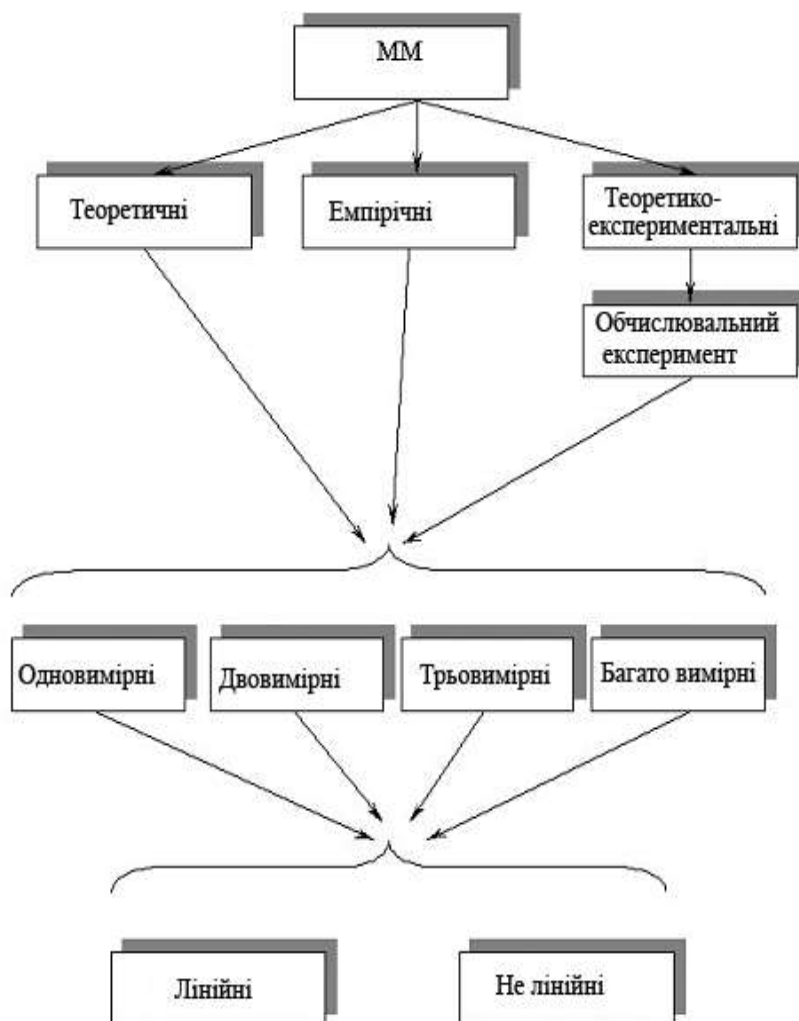 ММ
Теоретичні
Емпірічні
Теоретико-
експериментальні
Обчислювальний
експеримент
Одновимірні
Двовимірні
Трьовимірні
Багато вимірні
Лінійні
Не лінійні